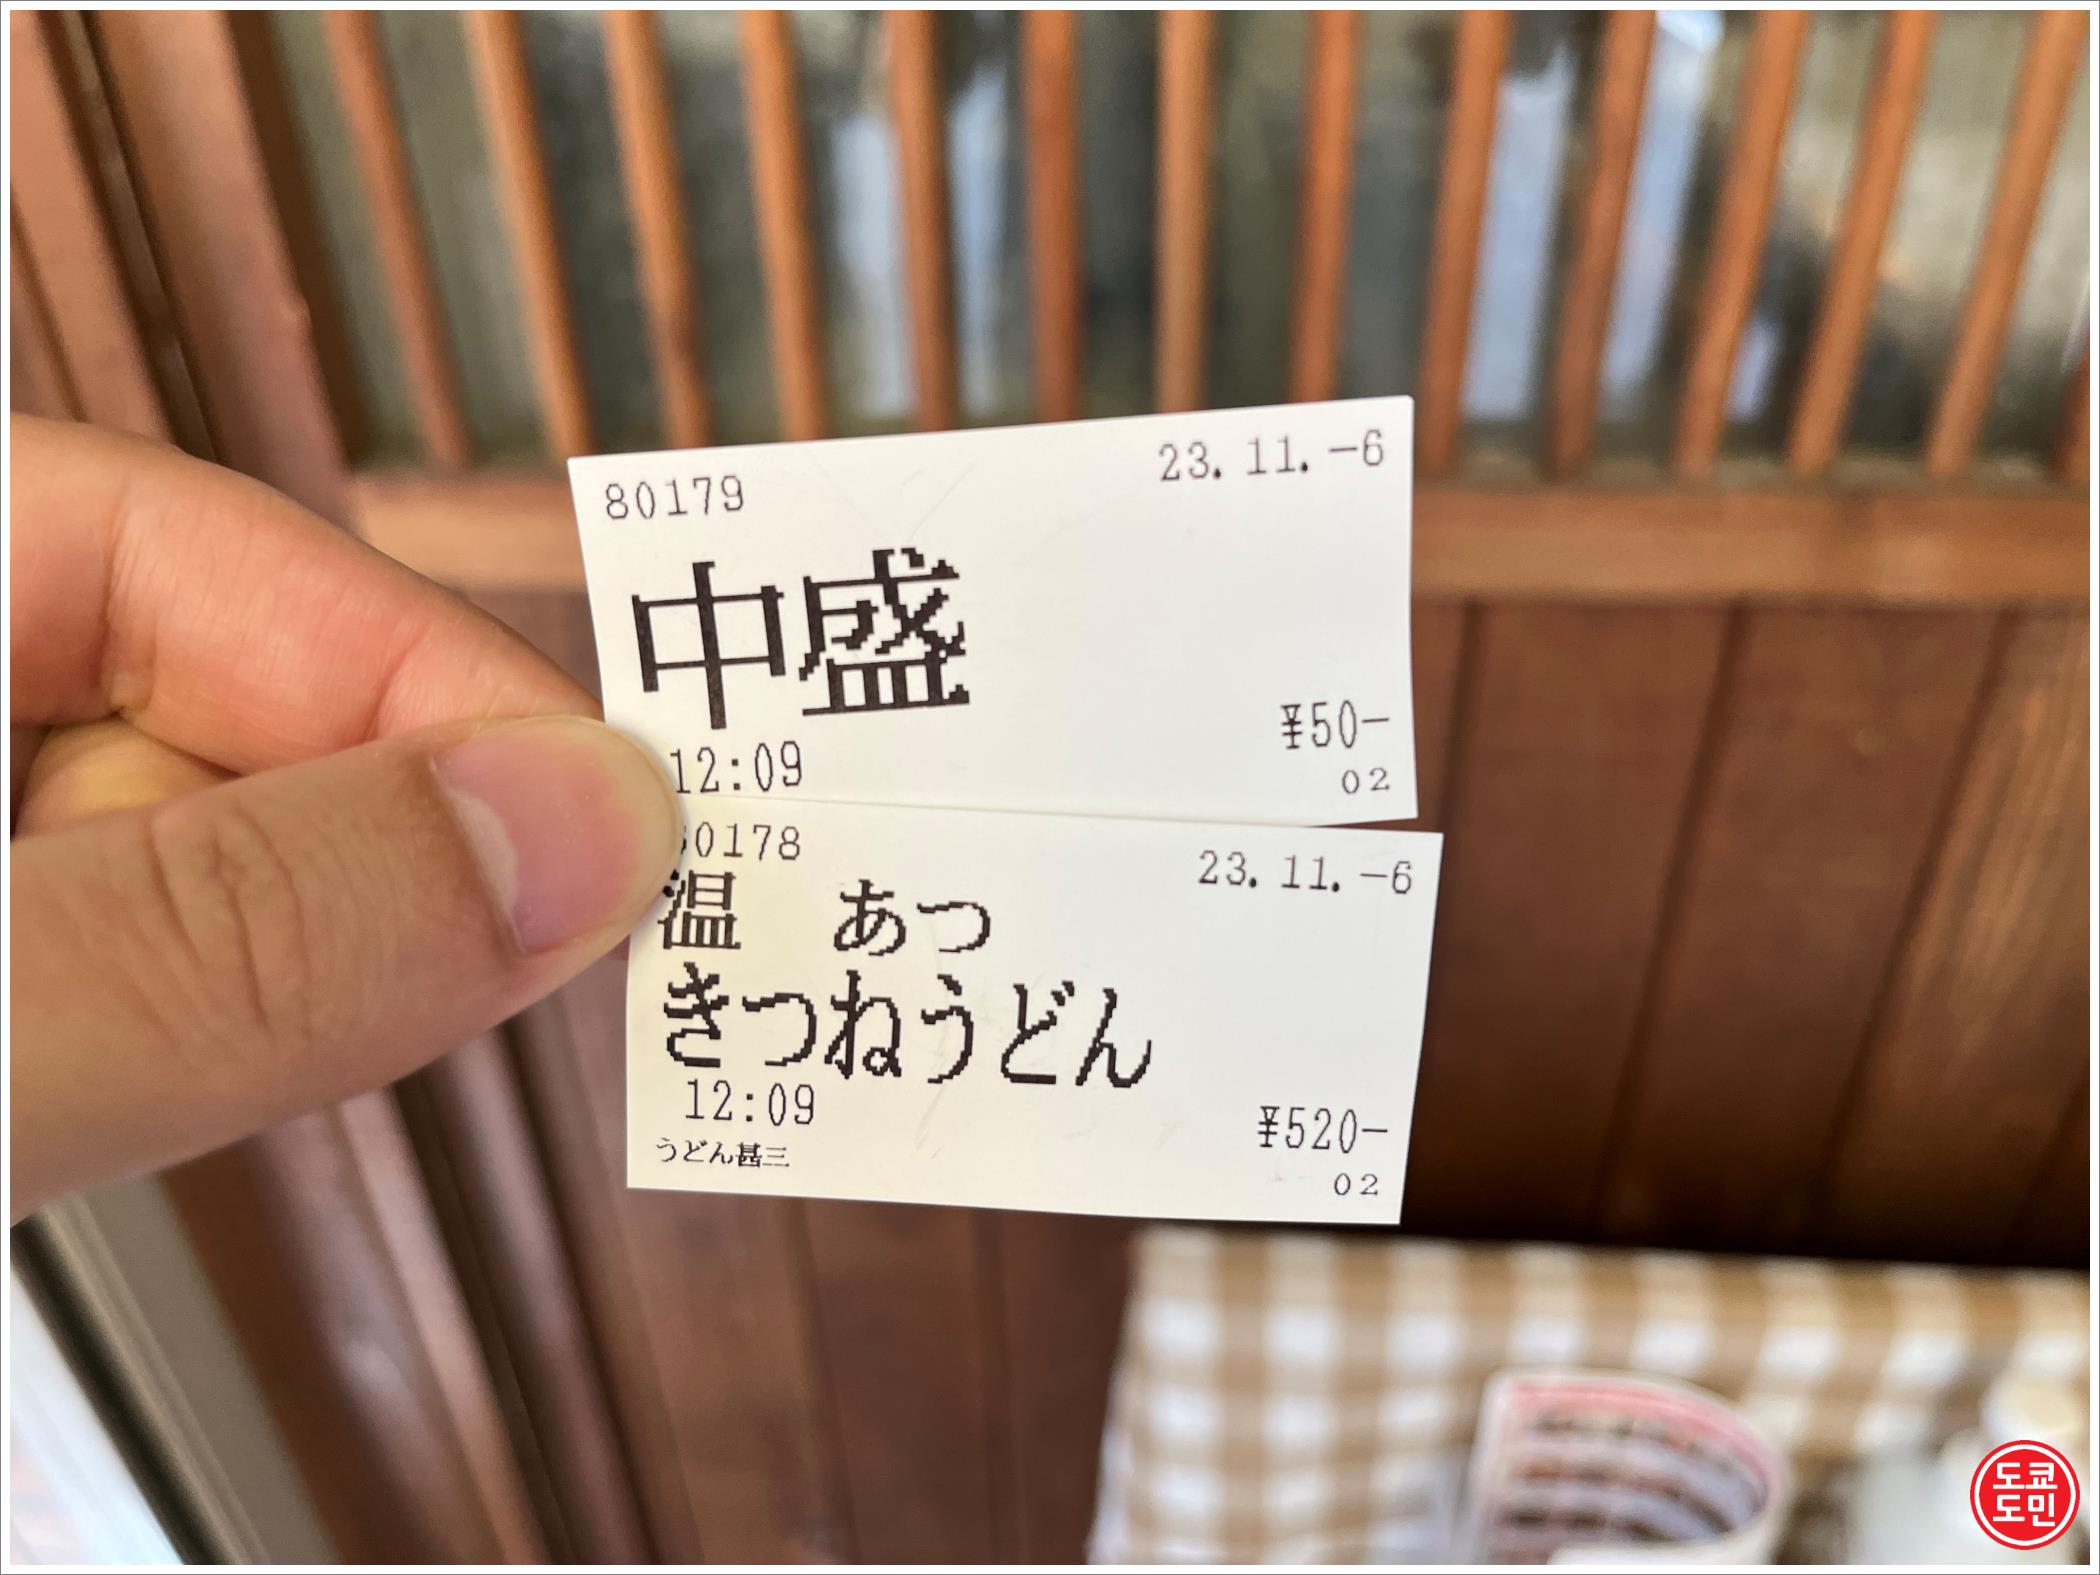 80179 23.11.-6
中盛
12:09 ¥50-
02
80178 23.11.-6
温 あつ
きつねうどん
12:09 ¥520-
うどん甚三 02
도쿄
도민